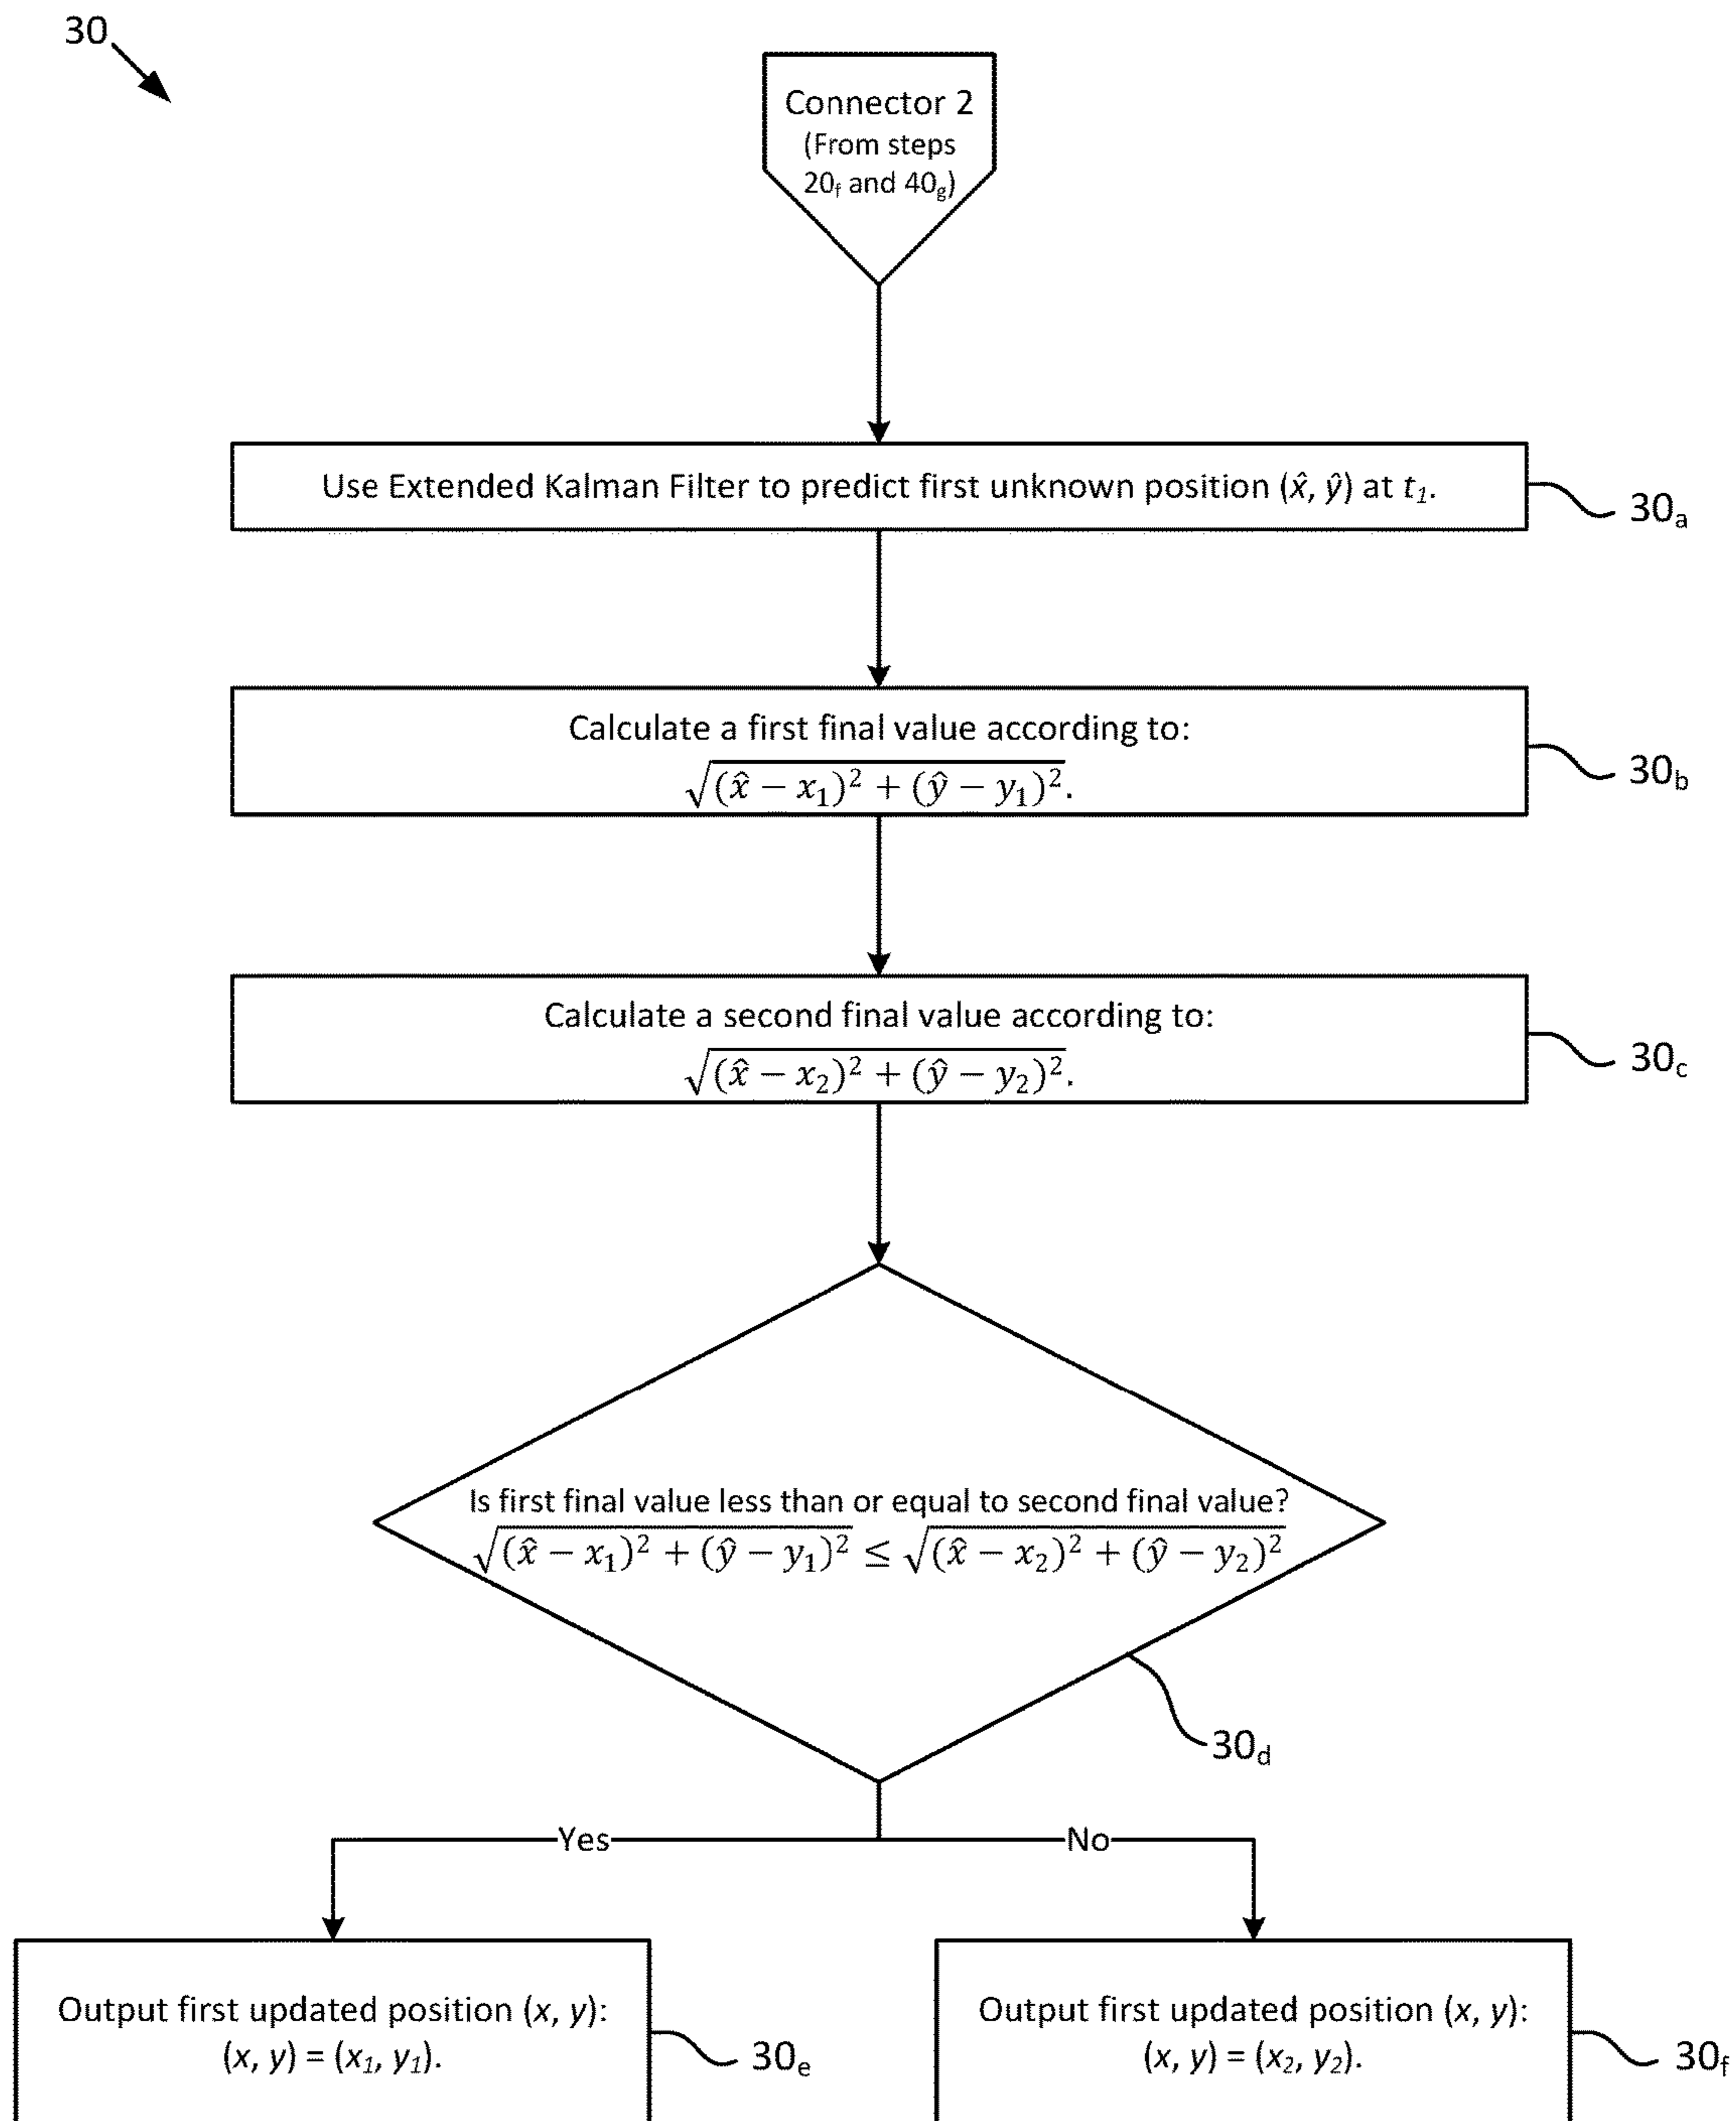 30
Connector 2
(From steps
20f and 40g)
Use Extended Kalman Filter to predict first unknown position (x̂, ŷ) at t₁.
30a
Calculate a first final value according to:
√((x̂ − x₁)² + (ŷ − y₁)²).
30b
Calculate a second final value according to:
√((x̂ − x₂)² + (ŷ − y₂)²).
30c
Is first final value less than or equal to second final value?
√((x̂ − x₁)² + (ŷ − y₁)²) ≤ √((x̂ − x₂)² + (ŷ − y₂)²)
30d
Yes
No
Output first updated position (x, y):
(x, y) = (x₁, y₁).
30e
Output first updated position (x, y):
(x, y) = (x₂, y₂).
30f